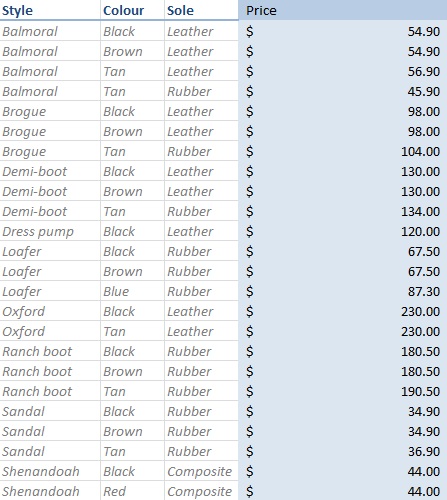 Style Colour Sole Price
Balmoral Black Leather $ 54.90
Balmoral Brown Leather $ 54.90
Balmoral Tan Leather $ 56.90
Balmoral Tan Rubber $ 45.90
Brogue Black Leather $ 98.00
Brogue Brown Leather $ 98.00
Brogue Tan Rubber $ 104.00
Demi-boot Black Leather $ 130.00
Demi-boot Brown Leather $ 130.00
Demi-boot Tan Rubber $ 134.00
Dress pump Black Leather $ 120.00
Loafer Black Rubber $ 67.50
Loafer Brown Rubber $ 67.50
Loafer Blue Rubber $ 87.30
Oxford Black Leather $ 230.00
Oxford Tan Leather $ 230.00
Ranch boot Black Rubber $ 180.50
Ranch boot Brown Rubber $ 180.50
Ranch boot Tan Rubber $ 190.50
Sandal Black Rubber $ 34.90
Sandal Brown Rubber $ 34.90
Sandal Tan Rubber $ 36.90
Shenandoah Black Composite $ 44.00
Shenandoah Red Composite $ 44.00